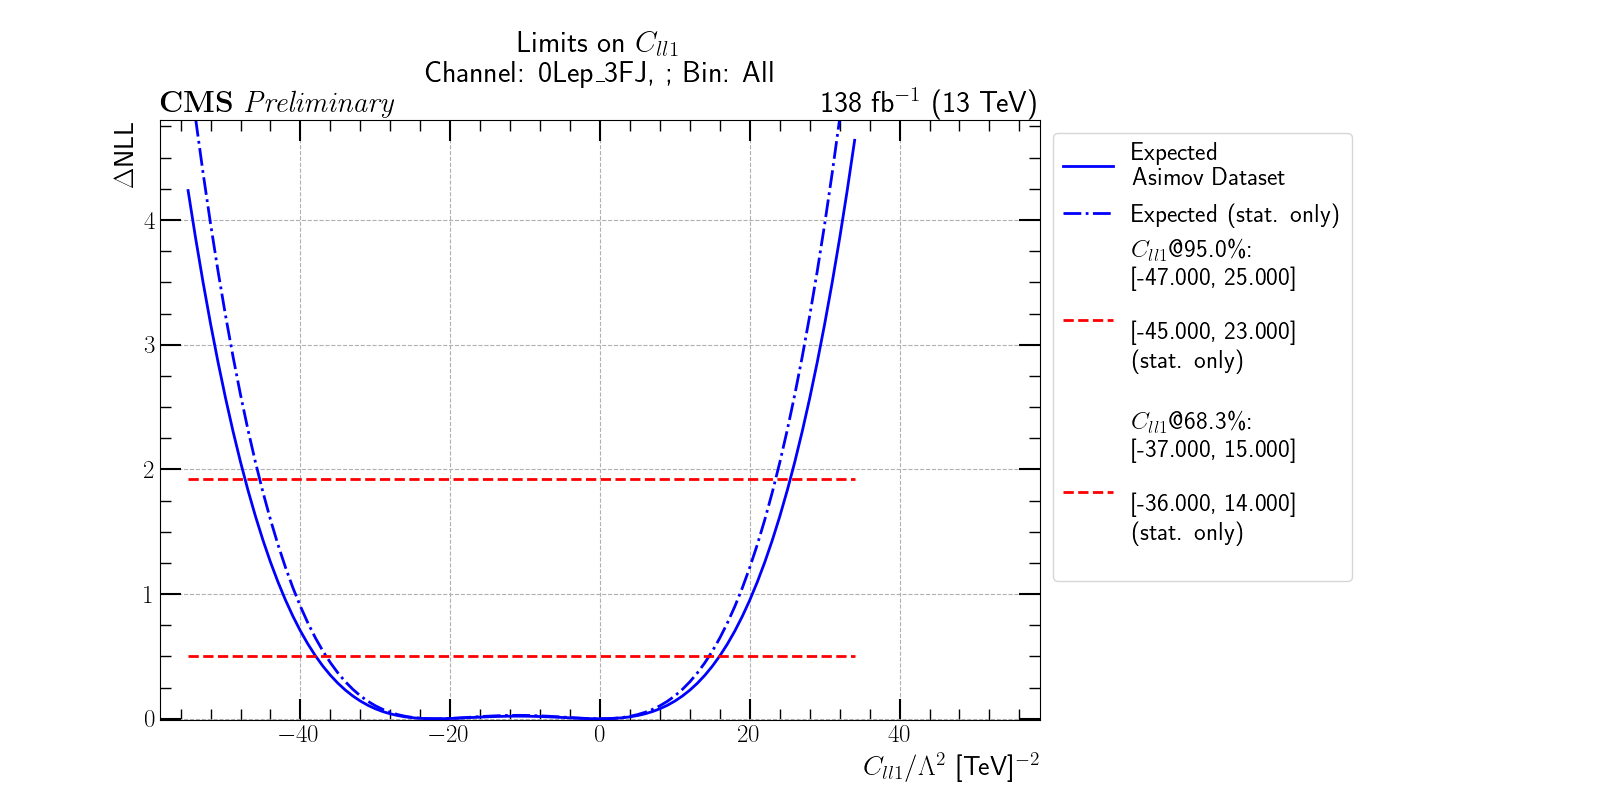 Limits on C_{ll1}
Channel: 0Lep_3FJ, ; Bin: All
CMS Preliminary
138 fb^{-1} (13 TeV)
ΔNLL
4
3
2
1
0
−40
−20
0
20
40
C_{ll1}/Λ^2 [TeV]^{-2}
Expected
Asimov Dataset
Expected (stat. only)
C_{ll1}@95.0%:
[-47.000, 25.000]
[-45.000, 23.000]
(stat. only)
C_{ll1}@68.3%:
[-37.000, 15.000]
[-36.000, 14.000]
(stat. only)